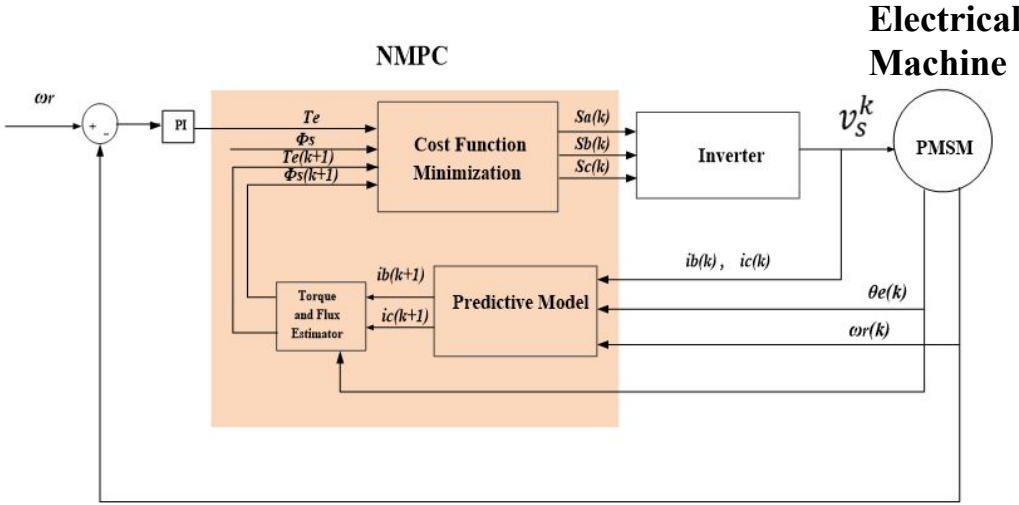 Electrical
Machine
NMPC
ωr
+
-
PI
Te
Φs
Te(k+1)
Φs(k+1)
Cost Function
Minimization
Sa(k)
Sb(k)
Sc(k)
Inverter
v_s^k
PMSM
ib(k) , ic(k)
θe(k)
ωr(k)
ib(k+1)
ic(k+1)
Predictive Model
Torque
and Flux
Estimator